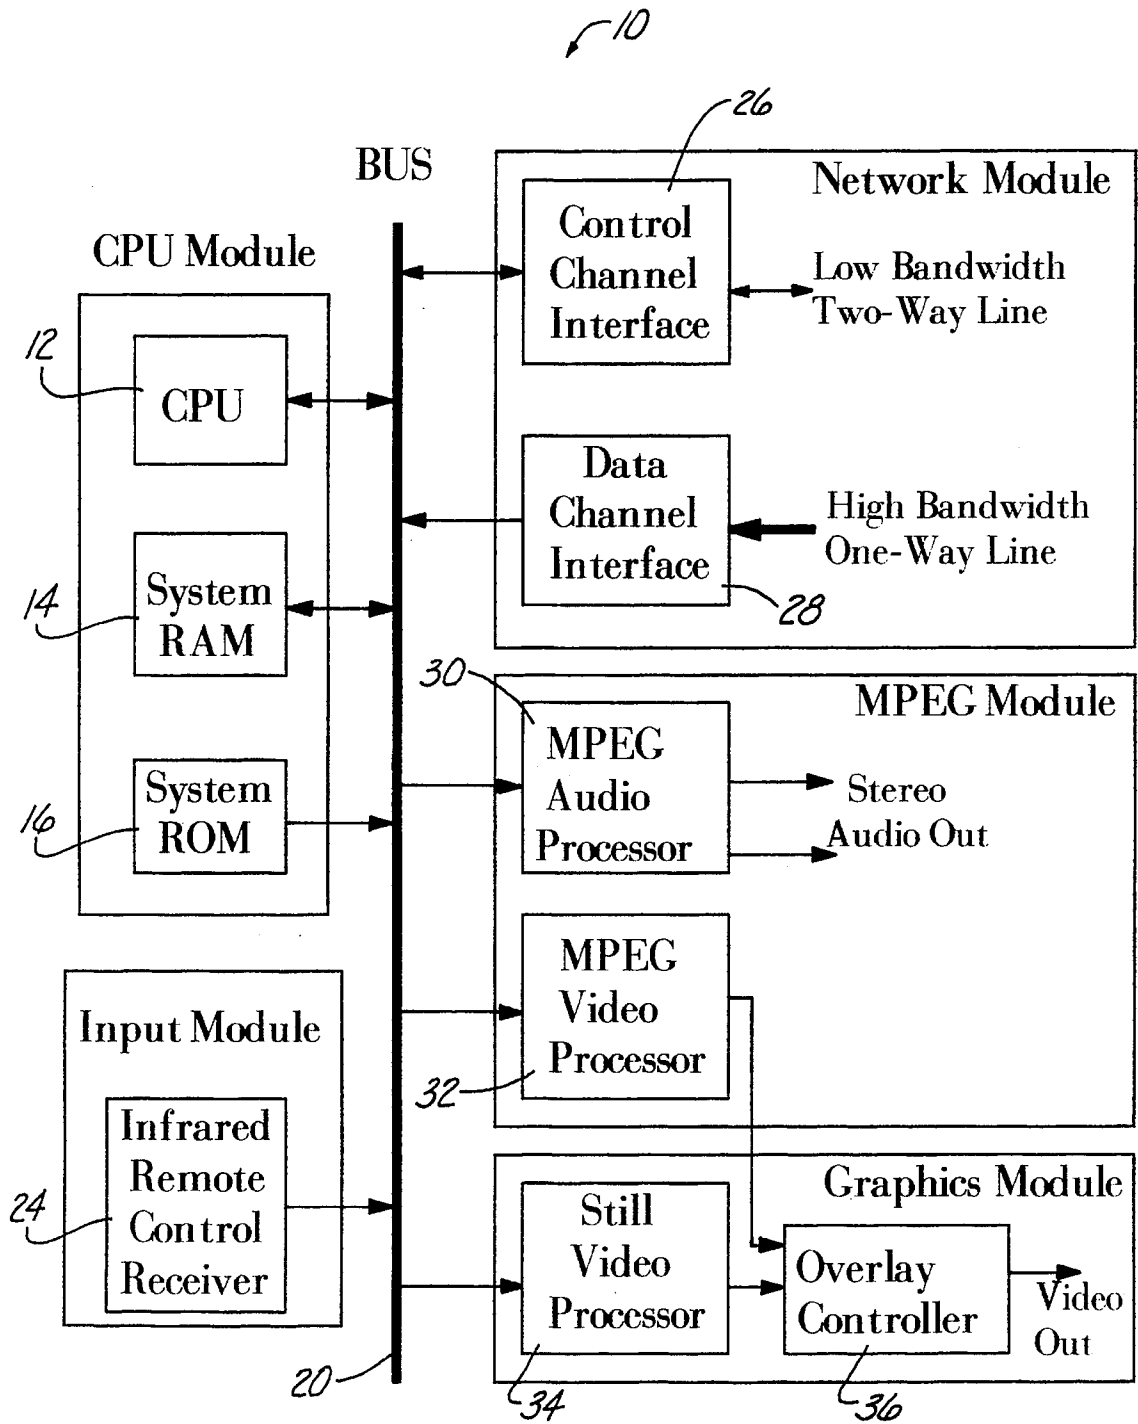 10
BUS
CPU Module
12
CPU
14
System
RAM
16
System
ROM
Input Module
24
Infrared
Remote
Control
Receiver
20
Network Module
26
Control
Channel
Interface
Low Bandwidth
Two-Way Line
Data
Channel
Interface
28
High Bandwidth
One-Way Line
MPEG Module
30
MPEG
Audio
Processor
Stereo
Audio Out
MPEG
Video
Processor
32
Graphics Module
Still
Video
Processor
34
Overlay
Controller
36
Video
Out